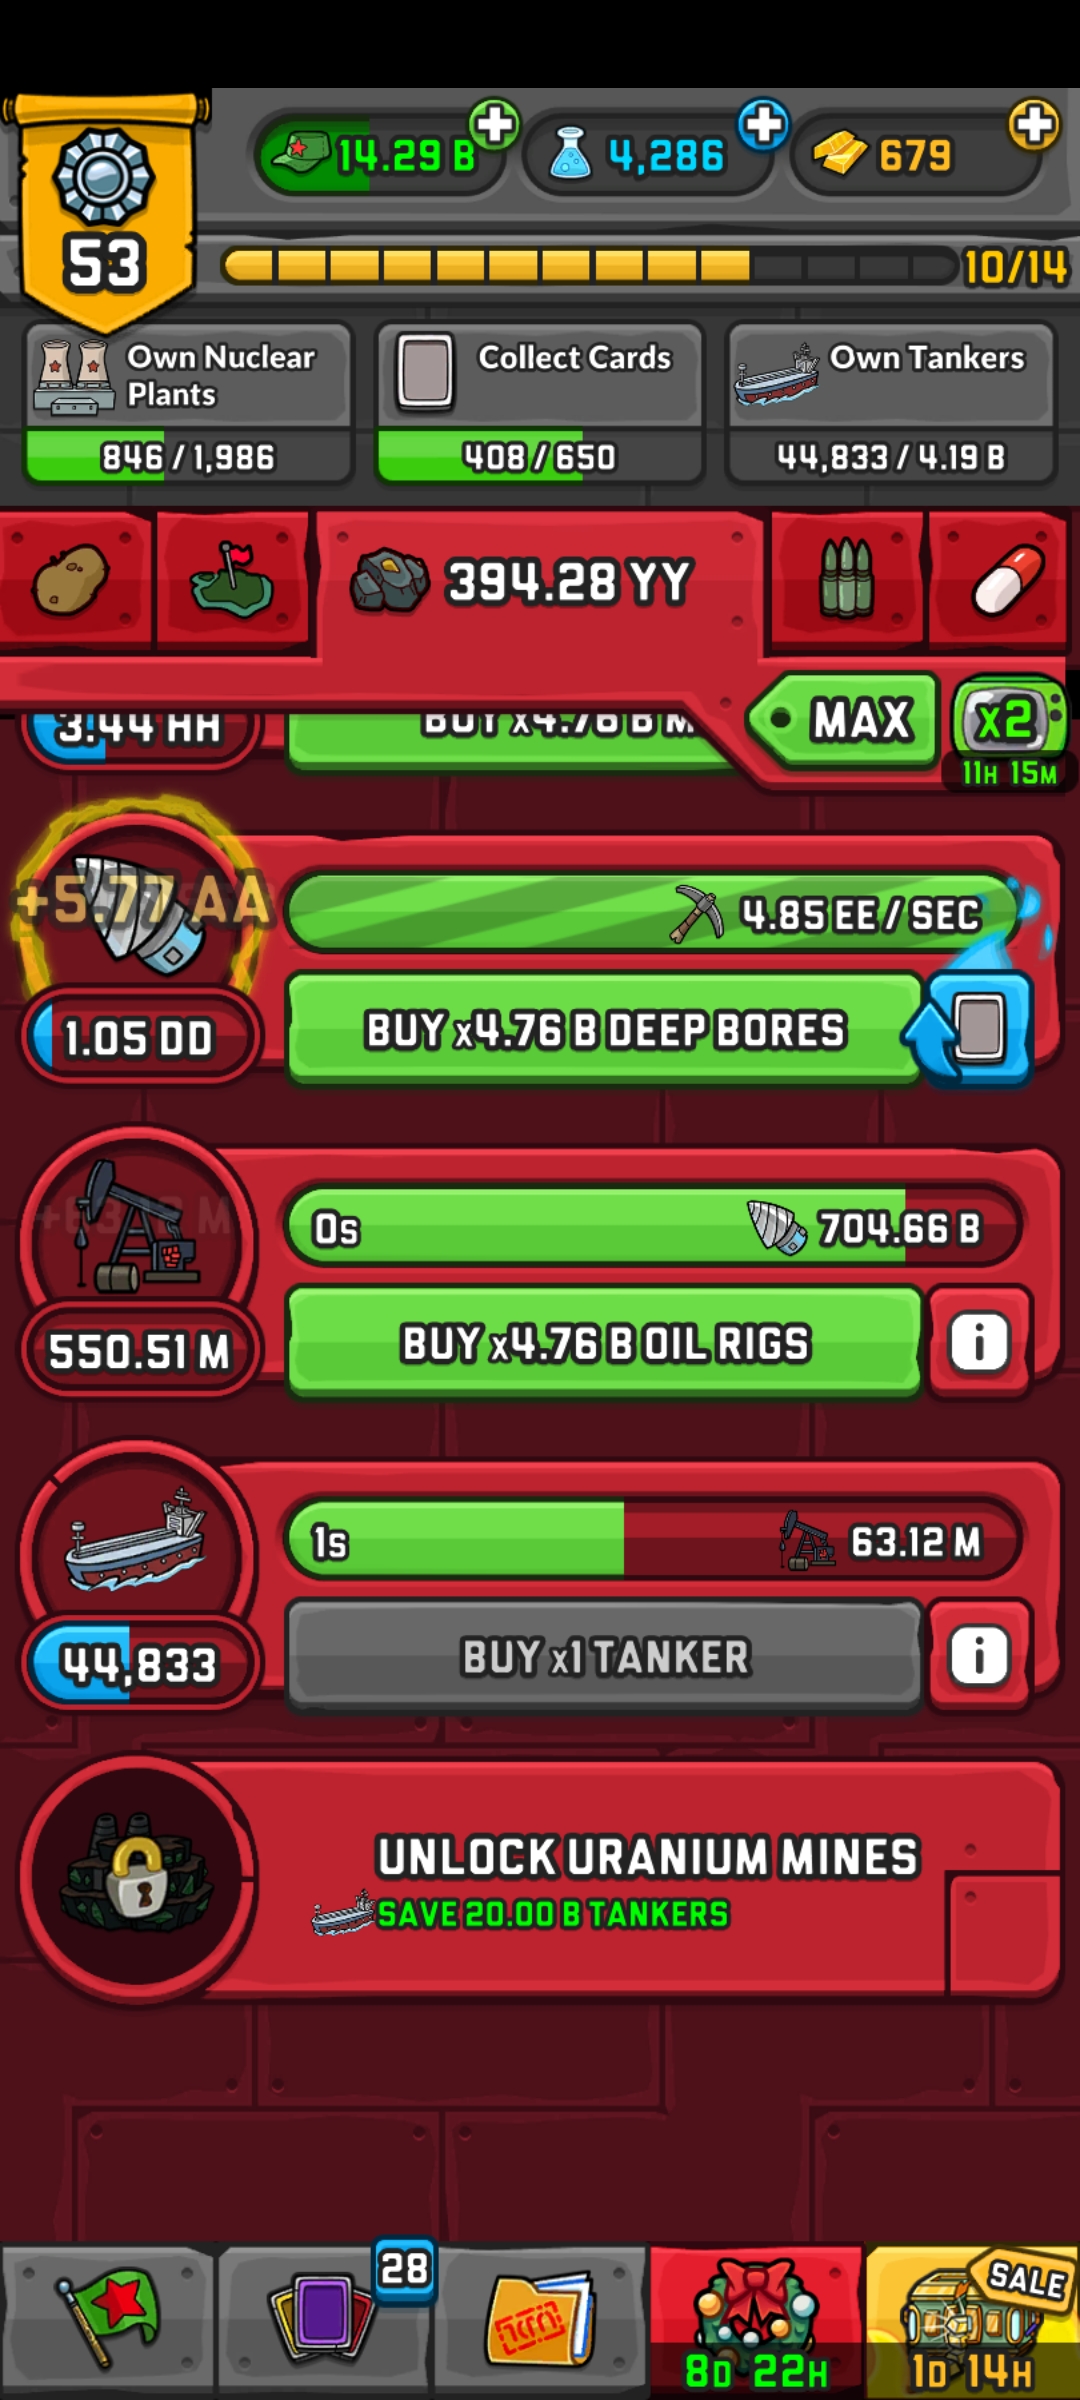 14.29 B
4,286
679
53
10/14
Own Nuclear Plants
Collect Cards
Own Tankers
846 / 1,986
408 / 650
44,833 / 4.19 B
394.28 YY
MAX
x2
11H 15M
3.44 HH
BUY x4.76 B M
+5.77 AA
4.85 EE / SEC
1.05 DD
BUY x4.76 B DEEP BORES
0s
704.66 B
550.51 M
BUY x4.76 B OIL RIGS
i
1s
63.12 M
44,833
BUY x1 TANKER
i
UNLOCK URANIUM MINES
SAVE 20.00 B TANKERS
28
SALE
8D 22H
1D 14H